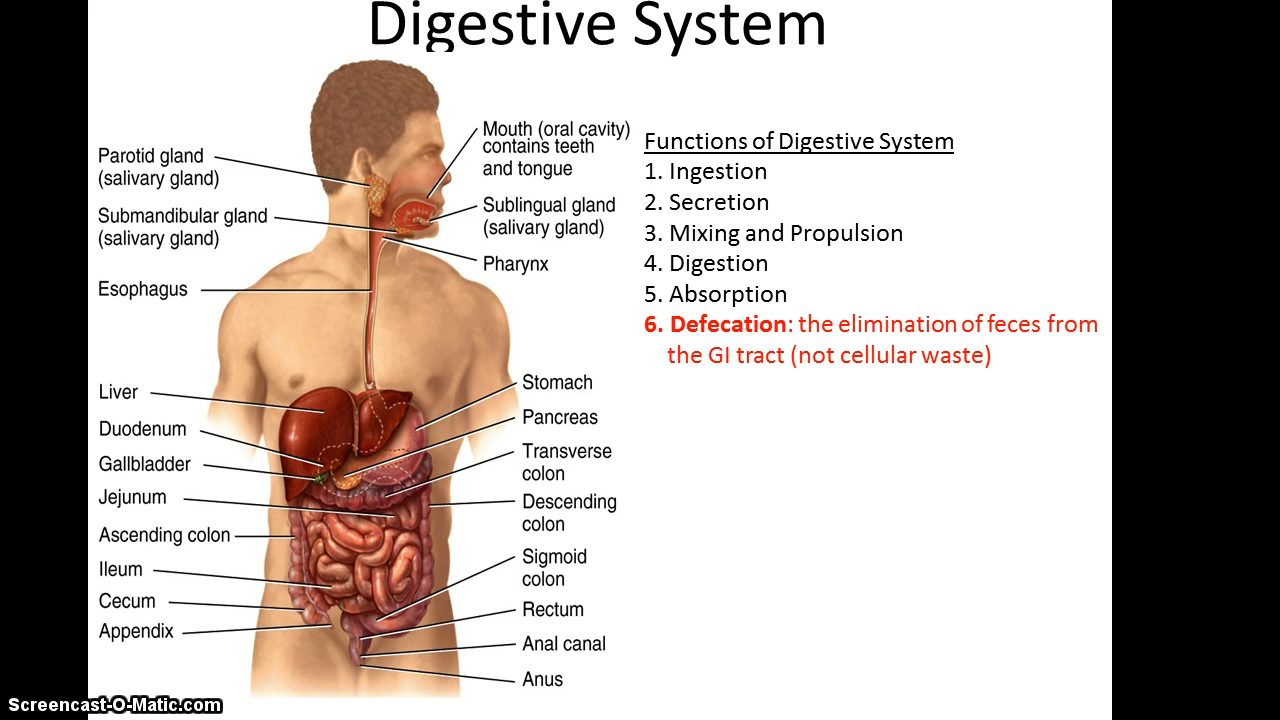 Digestive System
Parotid gland
(salivary gland)
Submandibular gland
(salivary gland)
Esophagus
Liver
Duodenum
Gallbladder
Jejunum
Ascending colon
Ileum
Cecum
Appendix
Mouth (oral cavity)
contains teeth
and tongue
Sublingual gland
(salivary gland)
Pharynx
Stomach
Pancreas
Transverse
colon
Descending
colon
Sigmoid
colon
Rectum
Anal canal
Anus
Functions of Digestive System
1. Ingestion
2. Secretion
3. Mixing and Propulsion
4. Digestion
5. Absorption
6. Defecation: the elimination of feces from
the GI tract (not cellular waste)
Screencast-O-Matic.com